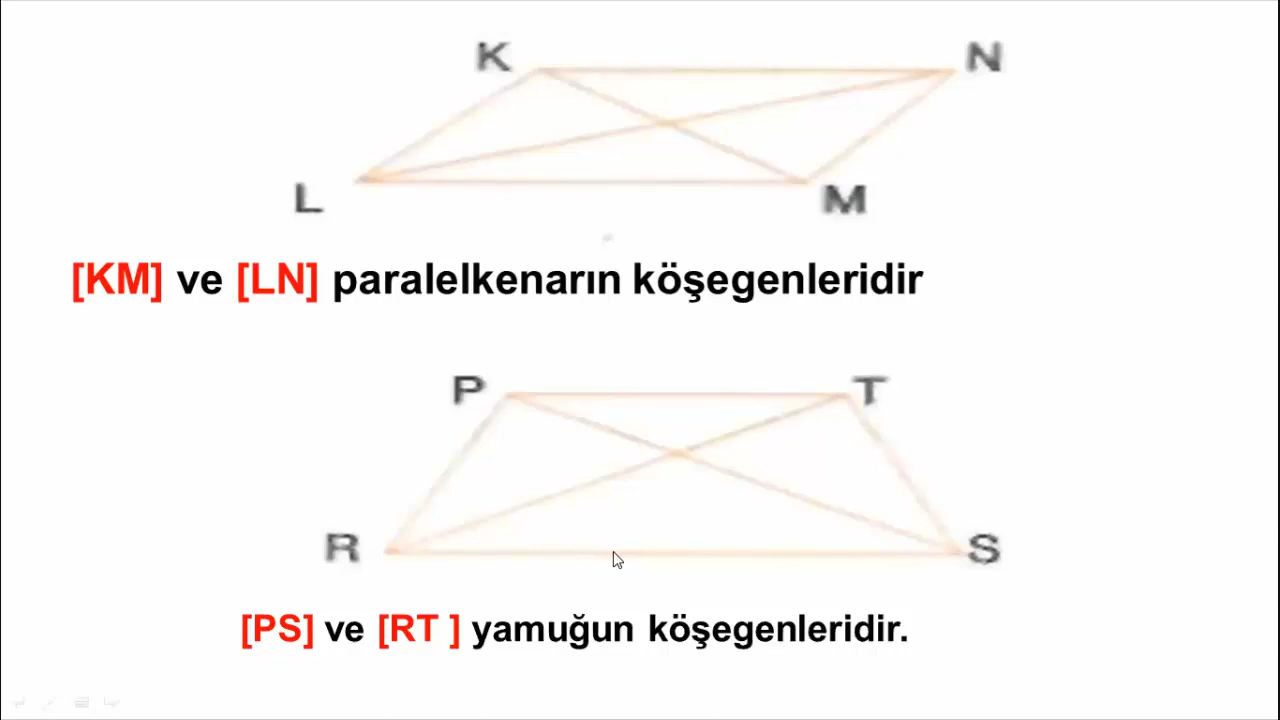 K N
L M
[KM] ve [LN] paralelkenarın köşegenleridir
P T
R S
[PS] ve [RT ] yamuğun köşegenleridir.